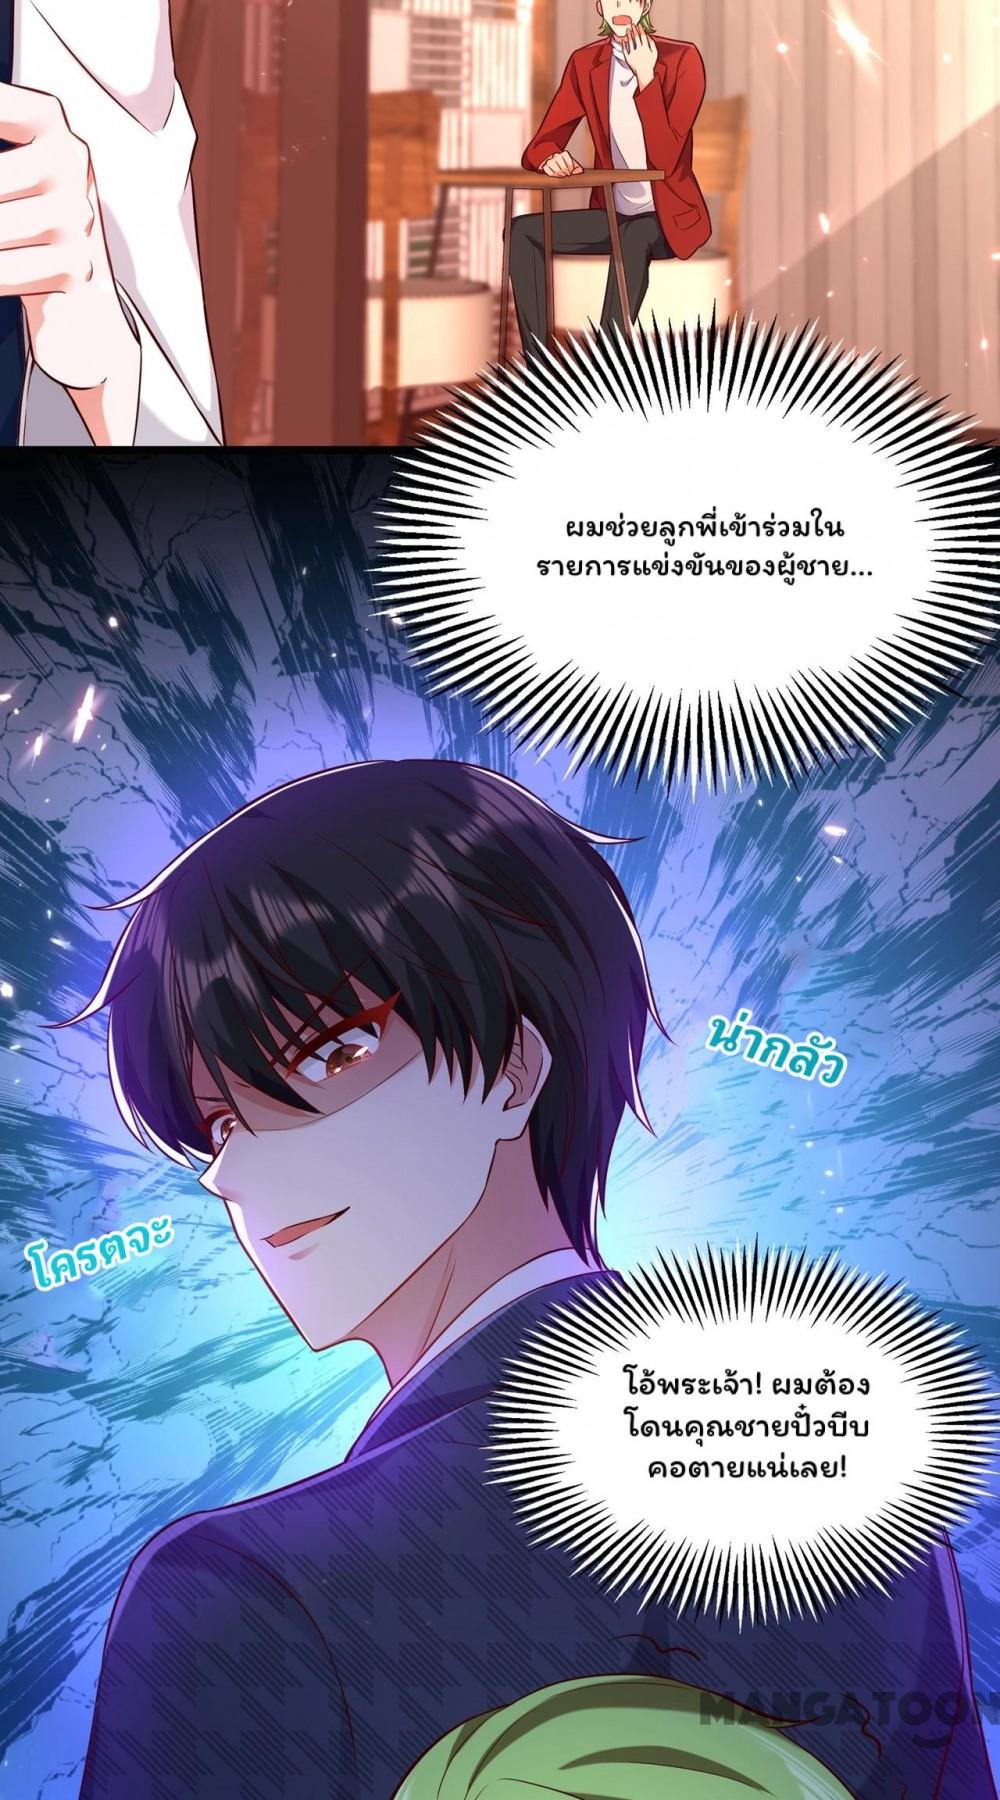 ผมช่วยลูกพี่เข้าร่วมใน
รายการแข่งขันของผู้ชาย...
น่ากลัว
โครตจะ
โอ้พระเจ้า! ผมต้อง
โดนคุณชายปั๋วบีบ
คอตายแน่เลย!
MANGATOON